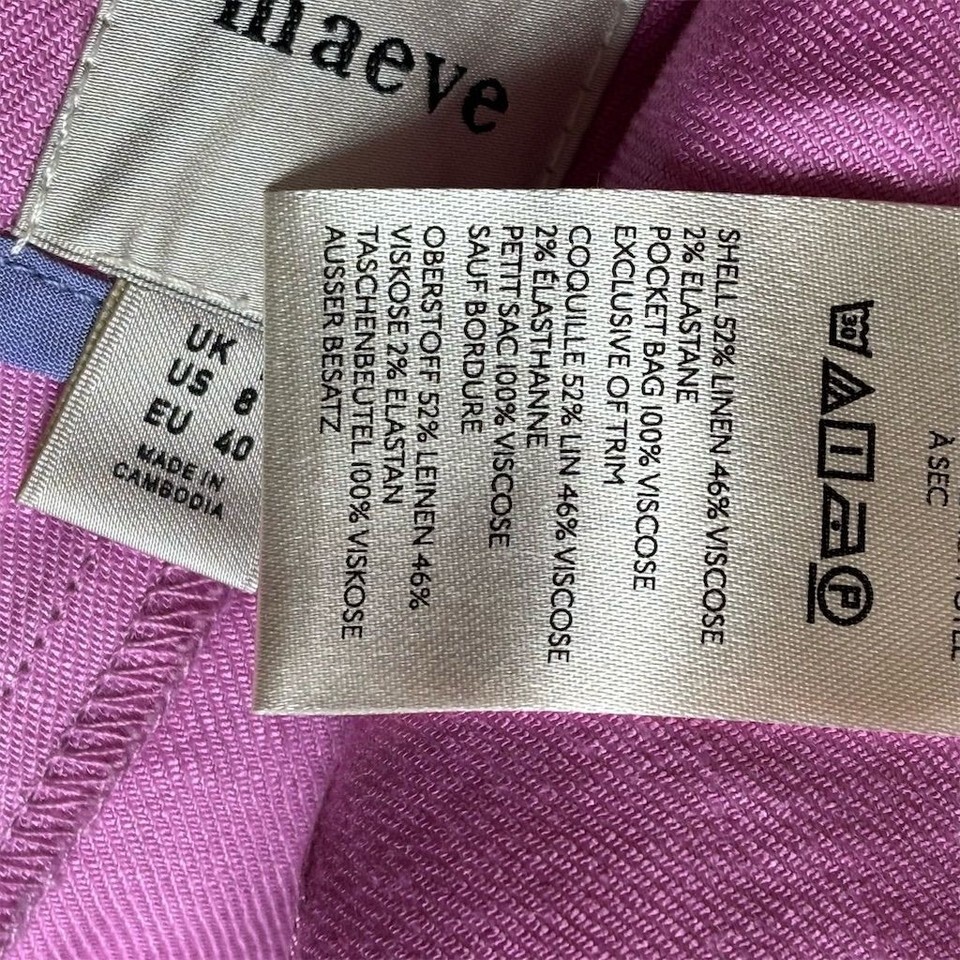 maeve
UK
US 8
EU 40
MADE IN
CAMBODIA
À SEC
30
P
SHELL 52% LINEN 46% VISCOSE
2% ELASTANE
POCKET BAG 100% VISCOSE
EXCLUSIVE OF TRIM
COQUILLE 52% LIN 46% VISCOSE
2% ÉLASTHANNE
PETIT SAC 100% VISCOSE
SAUF BORDURE
OBERSTOFF 52% LEINEN 46%
VISKOSE 2% ELASTAN
TASCHENBEUTEL 100% VISKOSE
AUSSER BESATZ